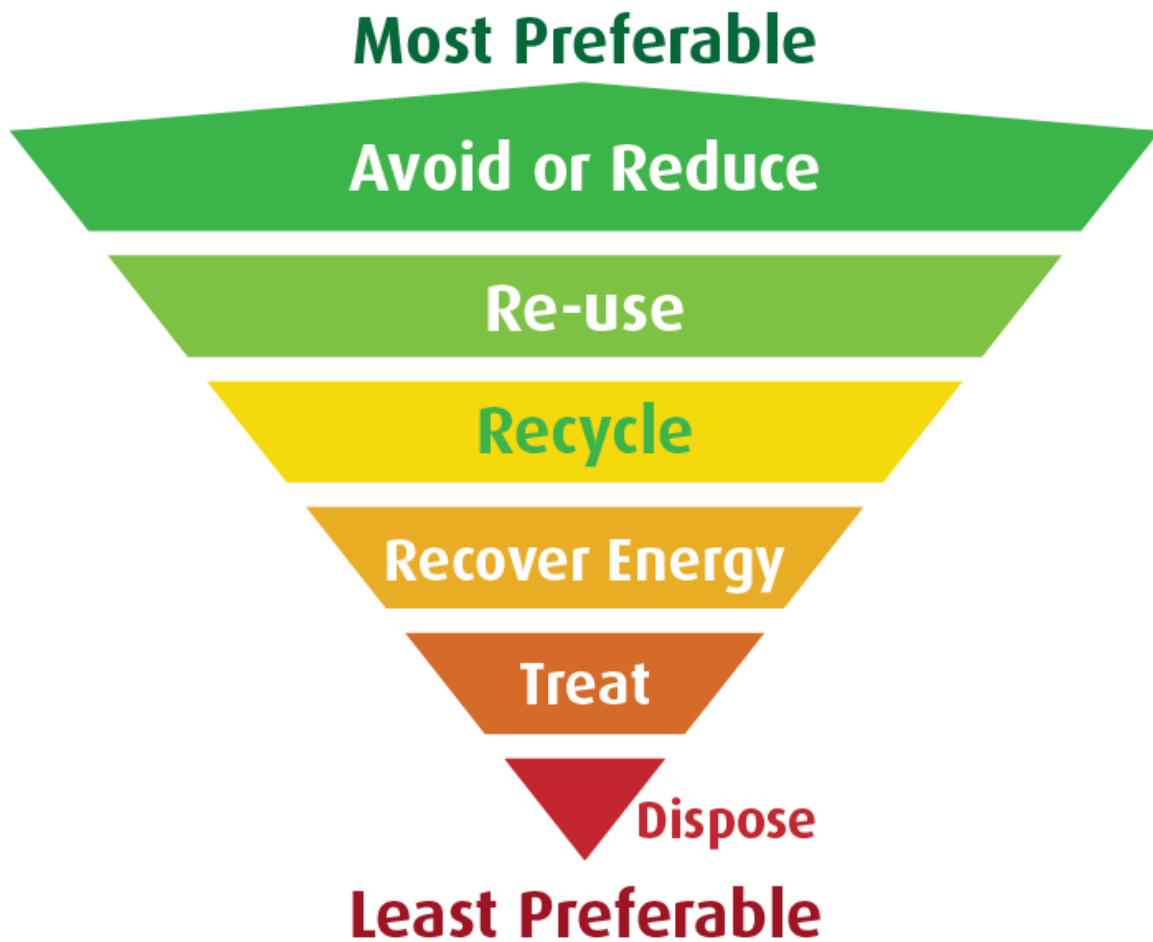 Most Preferable
Avoid or Reduce
Re-use
Recycle
Recover Energy
Treat
Dispose
Least Preferable